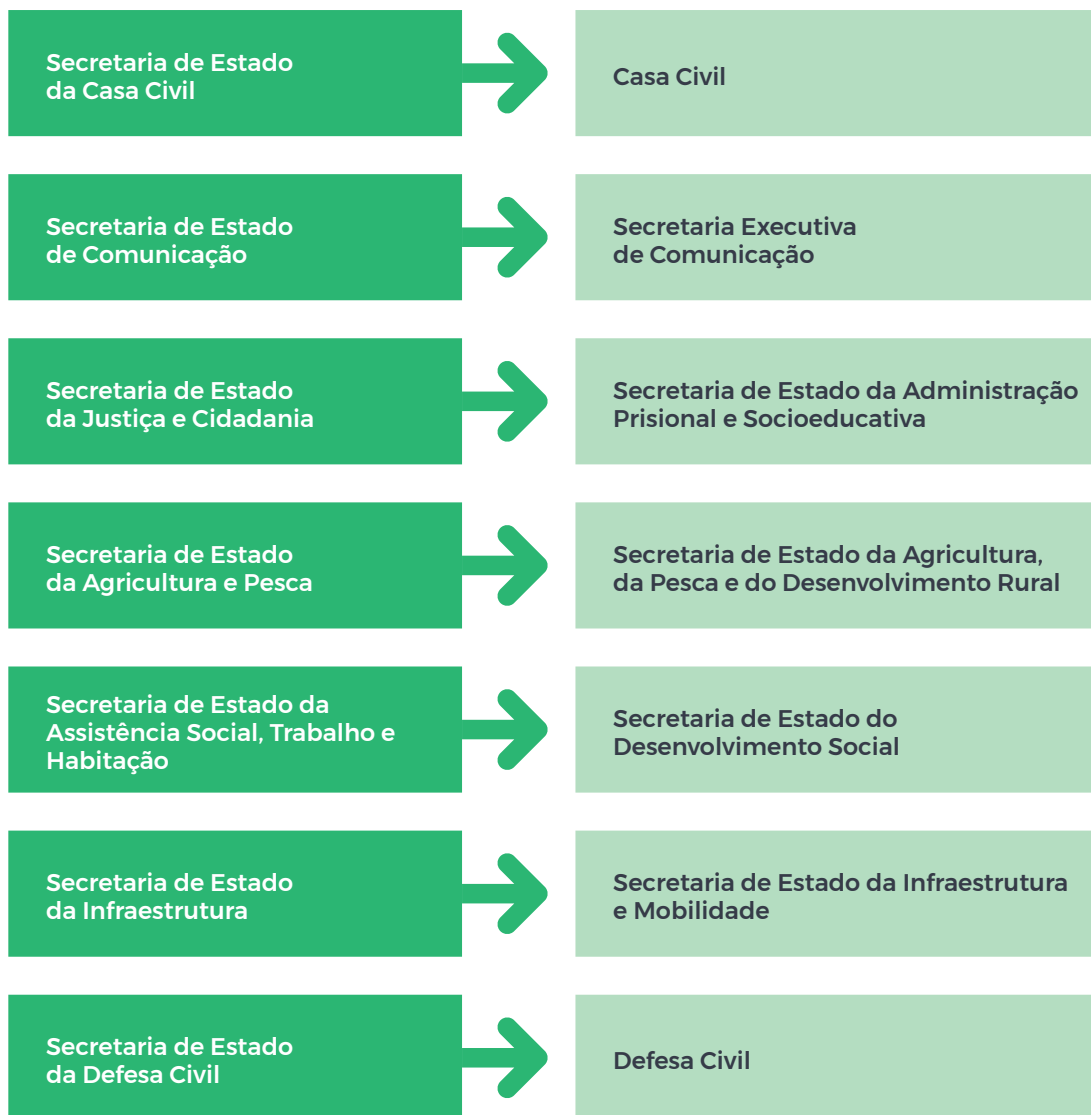 Secretaria de Estado
da Casa Civil
Casa Civil
Secretaria de Estado
de Comunicação
Secretaria Executiva
de Comunicação
Secretaria de Estado
da Justiça e Cidadania
Secretaria de Estado da Administração
Prisional e Socioeducativa
Secretaria de Estado
da Agricultura e Pesca
Secretaria de Estado da Agricultura,
da Pesca e do Desenvolvimento Rural
Secretaria de Estado da
Assistência Social, Trabalho e
Habitação
Secretaria de Estado do
Desenvolvimento Social
Secretaria de Estado
da Infraestrutura
Secretaria de Estado da Infraestrutura
e Mobilidade
Secretaria de Estado
da Defesa Civil
Defesa Civil